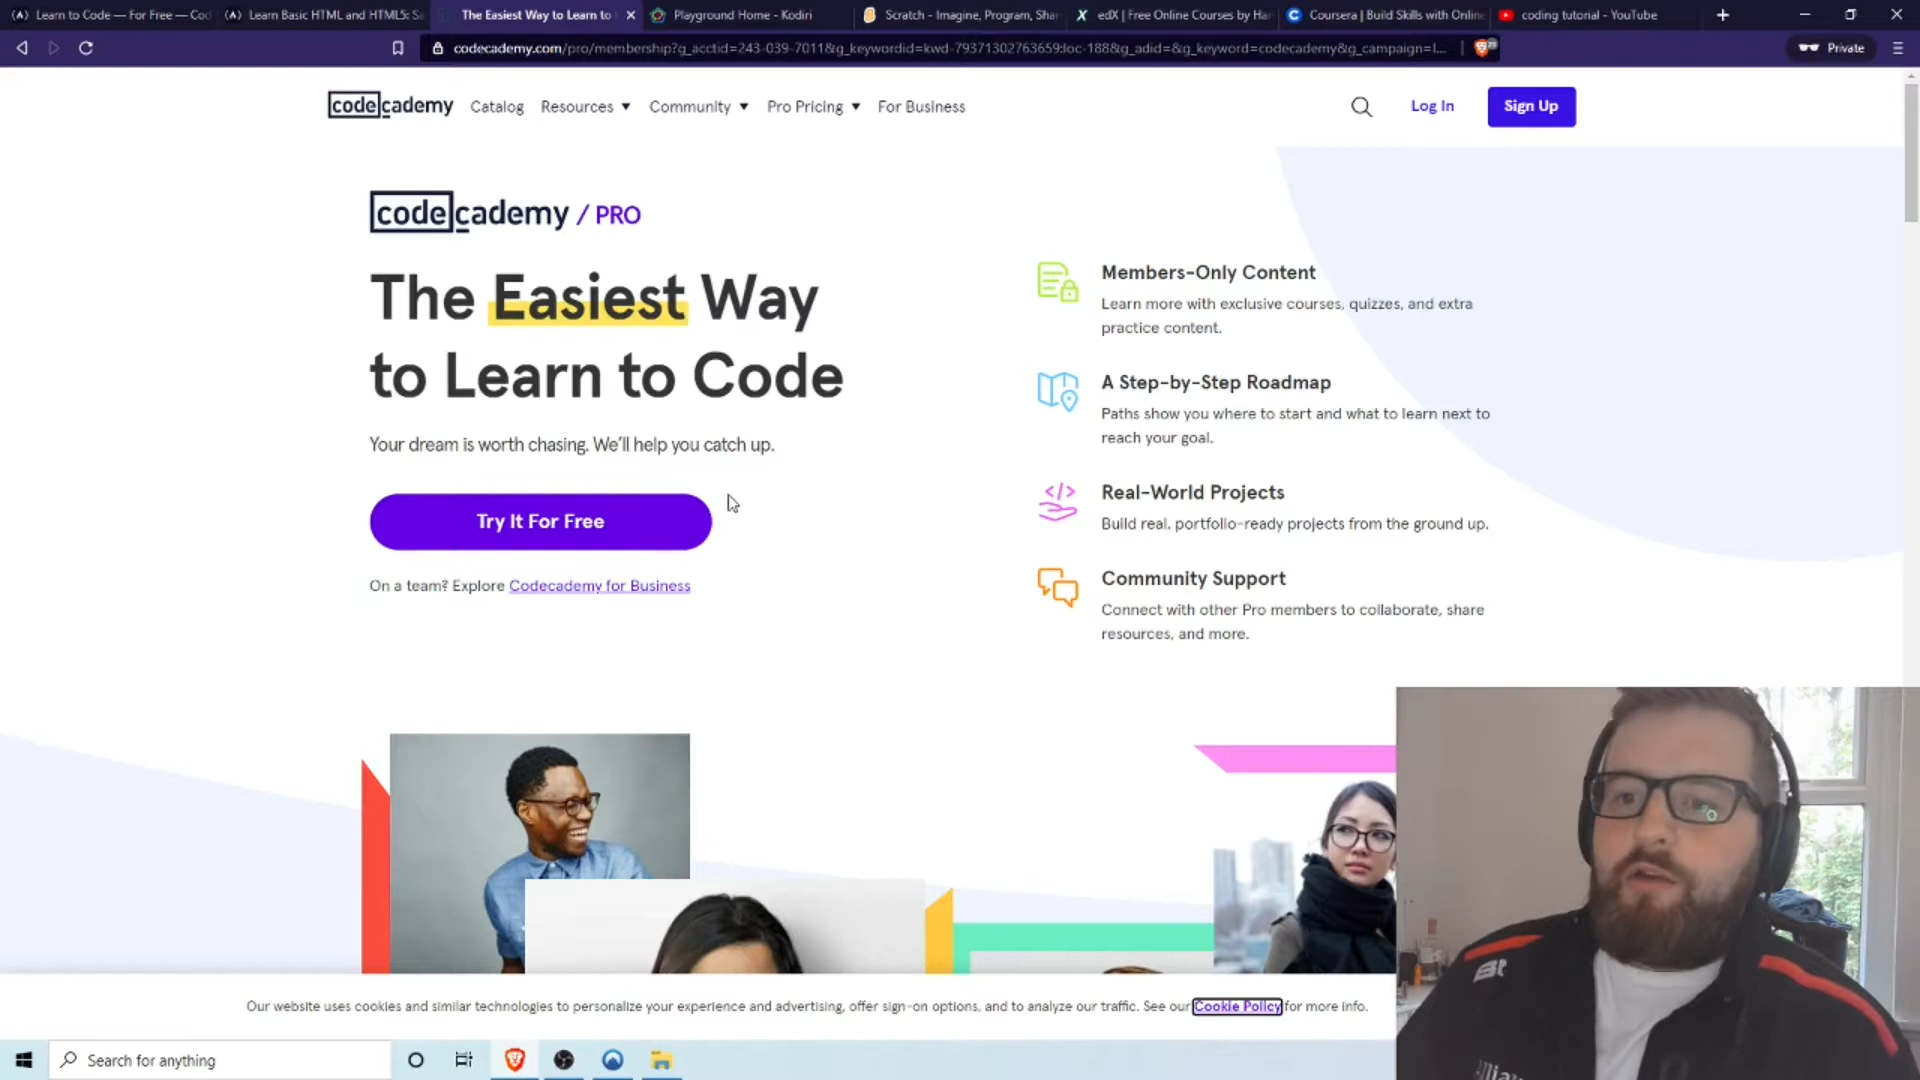 Learn to Code — For Free — Co
Learn Basic HTML and HTML5: S
The Easiest Way to Learn to
Playground Home - Kodiri
Scratch - Imagine, Program, Shar
edX | Free Online Courses by Har
Coursera | Build Skills with Online
coding tutorial - YouTube
codecademy.com/pro/membership?g_acctid=243-039-7011&g_keywordid=kwd-79371302763659:loc-188&g_adid=&g_keyword=codecademy&g_campaign=I...
Private
codecademy Catalog Resources Community Pro Pricing For Business
Log In
Sign Up
codecademy / PRO
The Easiest Way
to Learn to Code
Your dream is worth chasing. We'll help you catch up.
Try It For Free
On a team? Explore Codecademy for Business
Members-Only Content
Learn more with exclusive courses, quizzes, and extra
practice content.
A Step-by-Step Roadmap
Paths show you where to start and what to learn next to
reach your goal.
Real-World Projects
Build real, portfolio-ready projects from the ground up.
Community Support
Connect with other Pro members to collaborate, share
resources, and more.
Our website uses cookies and similar technologies to personalize your experience and advertising, offer sign-on options, and to analyze our traffic. See our Cookie Policy for more info.
Search for anything